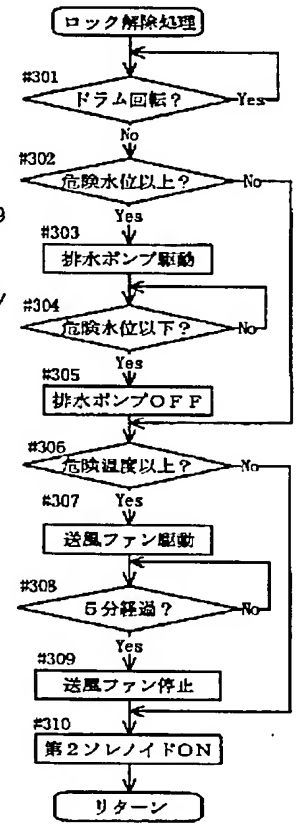 ロック解除処理
#301
ドラム回転?
Yes
No
#302
危険水位以上?
No
Yes
#303
排水ポンプ駆動
#304
危険水位以下?
No
Yes
#305
排水ポンプOFF
#306
危険温度以上?
No
#307
Yes
送風ファン駆動
#308
5分経過?
No
Yes
#309
送風ファン停止
#310
第2ソレノイドON
リターン